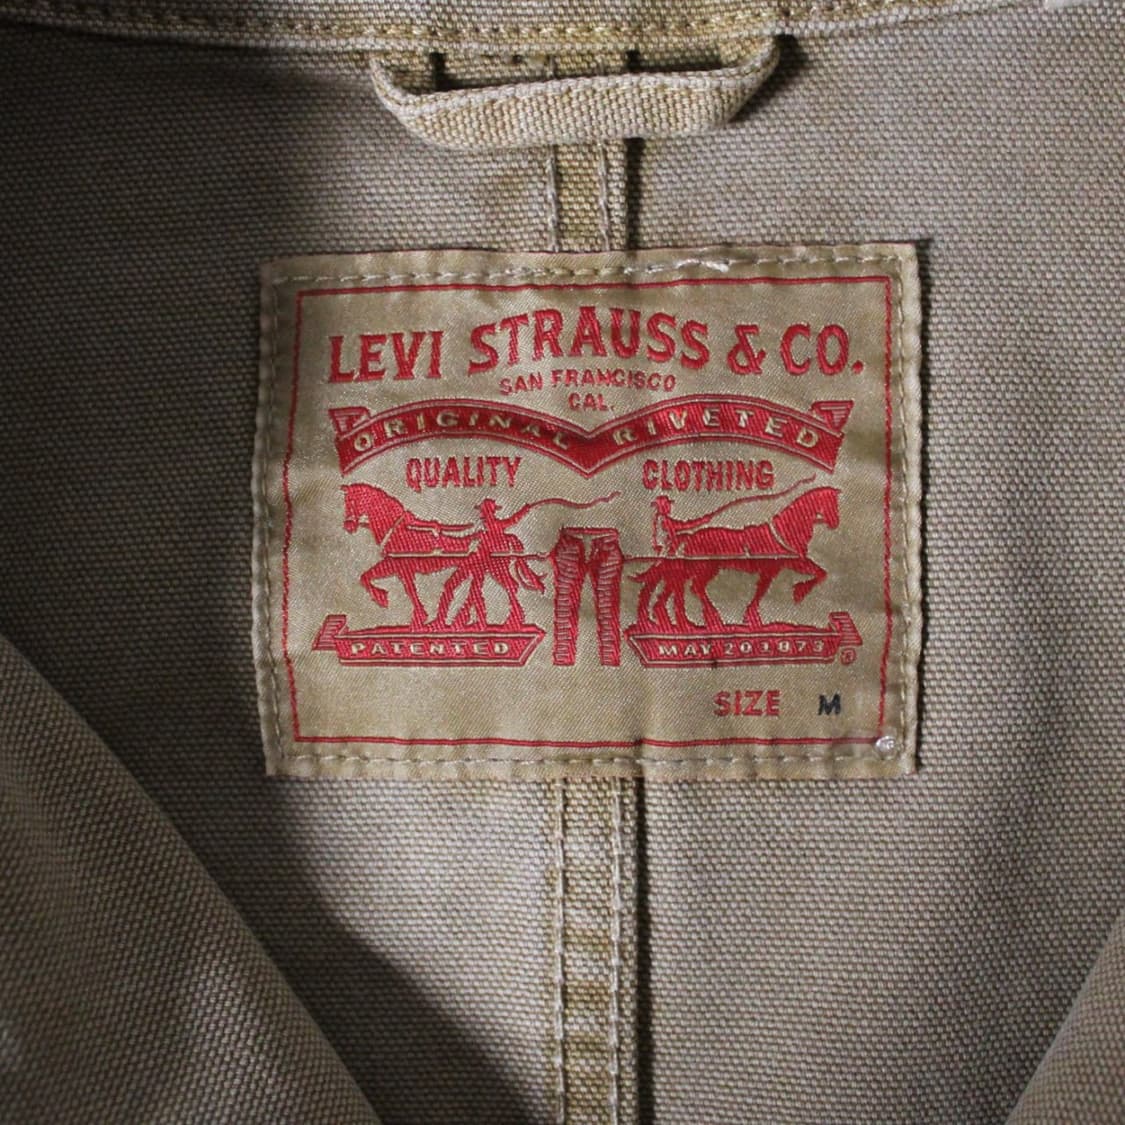 LEVI STRAUSS & CO.
SAN FRANCISCO
CAL.
ORIGINAL RIVETED
QUALITY CLOTHING
PATENTED MAY 20 1873 ®
SIZE M